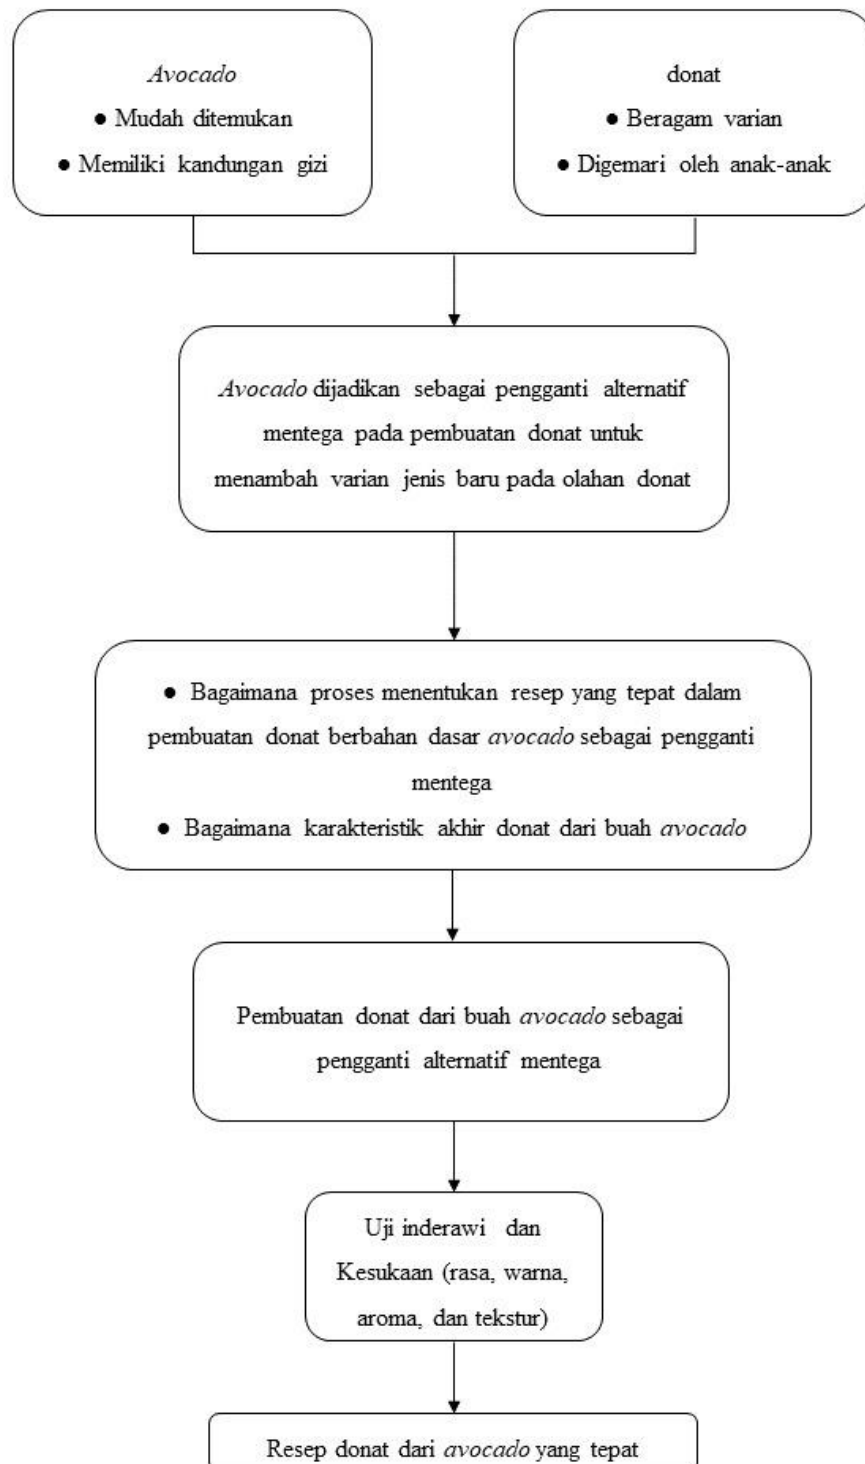 Avocado
● Mudah ditemukan
● Memiliki kandungan gizi
donat
● Beragam varian
● Digemari oleh anak-anak
Avocado dijadikan sebagai pengganti alternatif
mentega pada pembuatan donat untuk
menambah varian jenis baru pada olahan donat
● Bagaimana proses menentukan resep yang tepat dalam
pembuatan donat berbahan dasar avocado sebagai pengganti
mentega
● Bagaimana karakteristik akhir donat dari buah avocado
Pembuatan donat dari buah avocado sebagai
pengganti alternatif mentega
Uji inderawi dan
Kesukaan (rasa, warna,
aroma, dan tekstur)
Resep donat dari avocado yang tepat